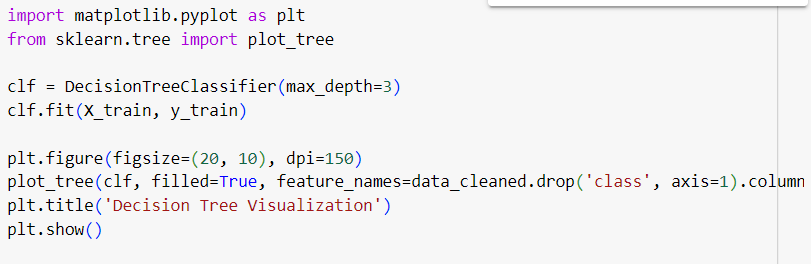 import matplotlib.pyplot as plt
from sklearn.tree import plot_tree
clf = DecisionTreeClassifier(max_depth=3)
clf.fit(X_train, y_train)
plt.figure(figsize=(20, 10), dpi=150)
plot_tree(clf, filled=True, feature_names=data_cleaned.drop('class', axis=1).column
plt.title('Decision Tree Visualization')
plt.show()